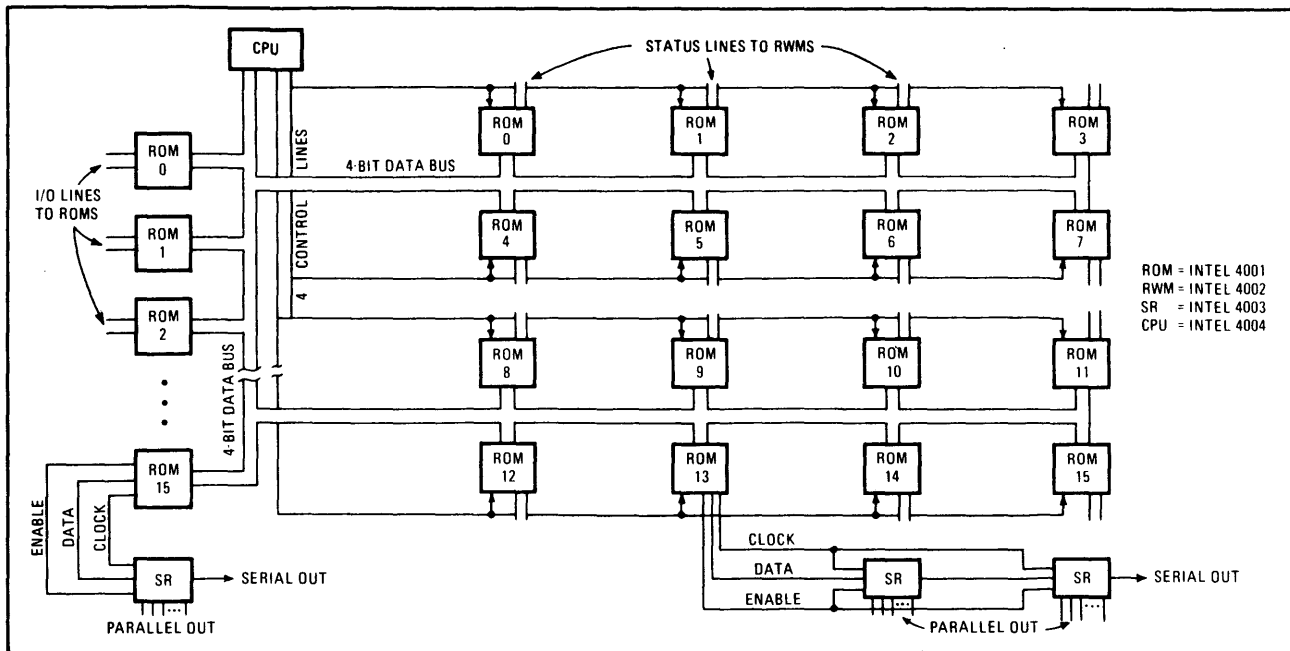 CPU
STATUS LINES TO RWMS
ROM
0
ROM
1
ROM
2
ROM
3
ROM
0
I/O LINES
TO ROMS
4-BIT DATA BUS
4 CONTROL LINES
ROM
1
ROM
4
ROM
5
ROM
6
ROM
7
ROM = INTEL 4001
RWM = INTEL 4002
SR = INTEL 4003
CPU = INTEL 4004
ROM
2
ROM
8
ROM
9
ROM
10
ROM
11
4-BIT DATA BUS
ROM
15
ROM
12
ROM
13
ROM
14
ROM
15
ENABLE
DATA
CLOCK
SR
SERIAL OUT
PARALLEL OUT
CLOCK
DATA
ENABLE
SR
SR
SERIAL OUT
PARALLEL OUT